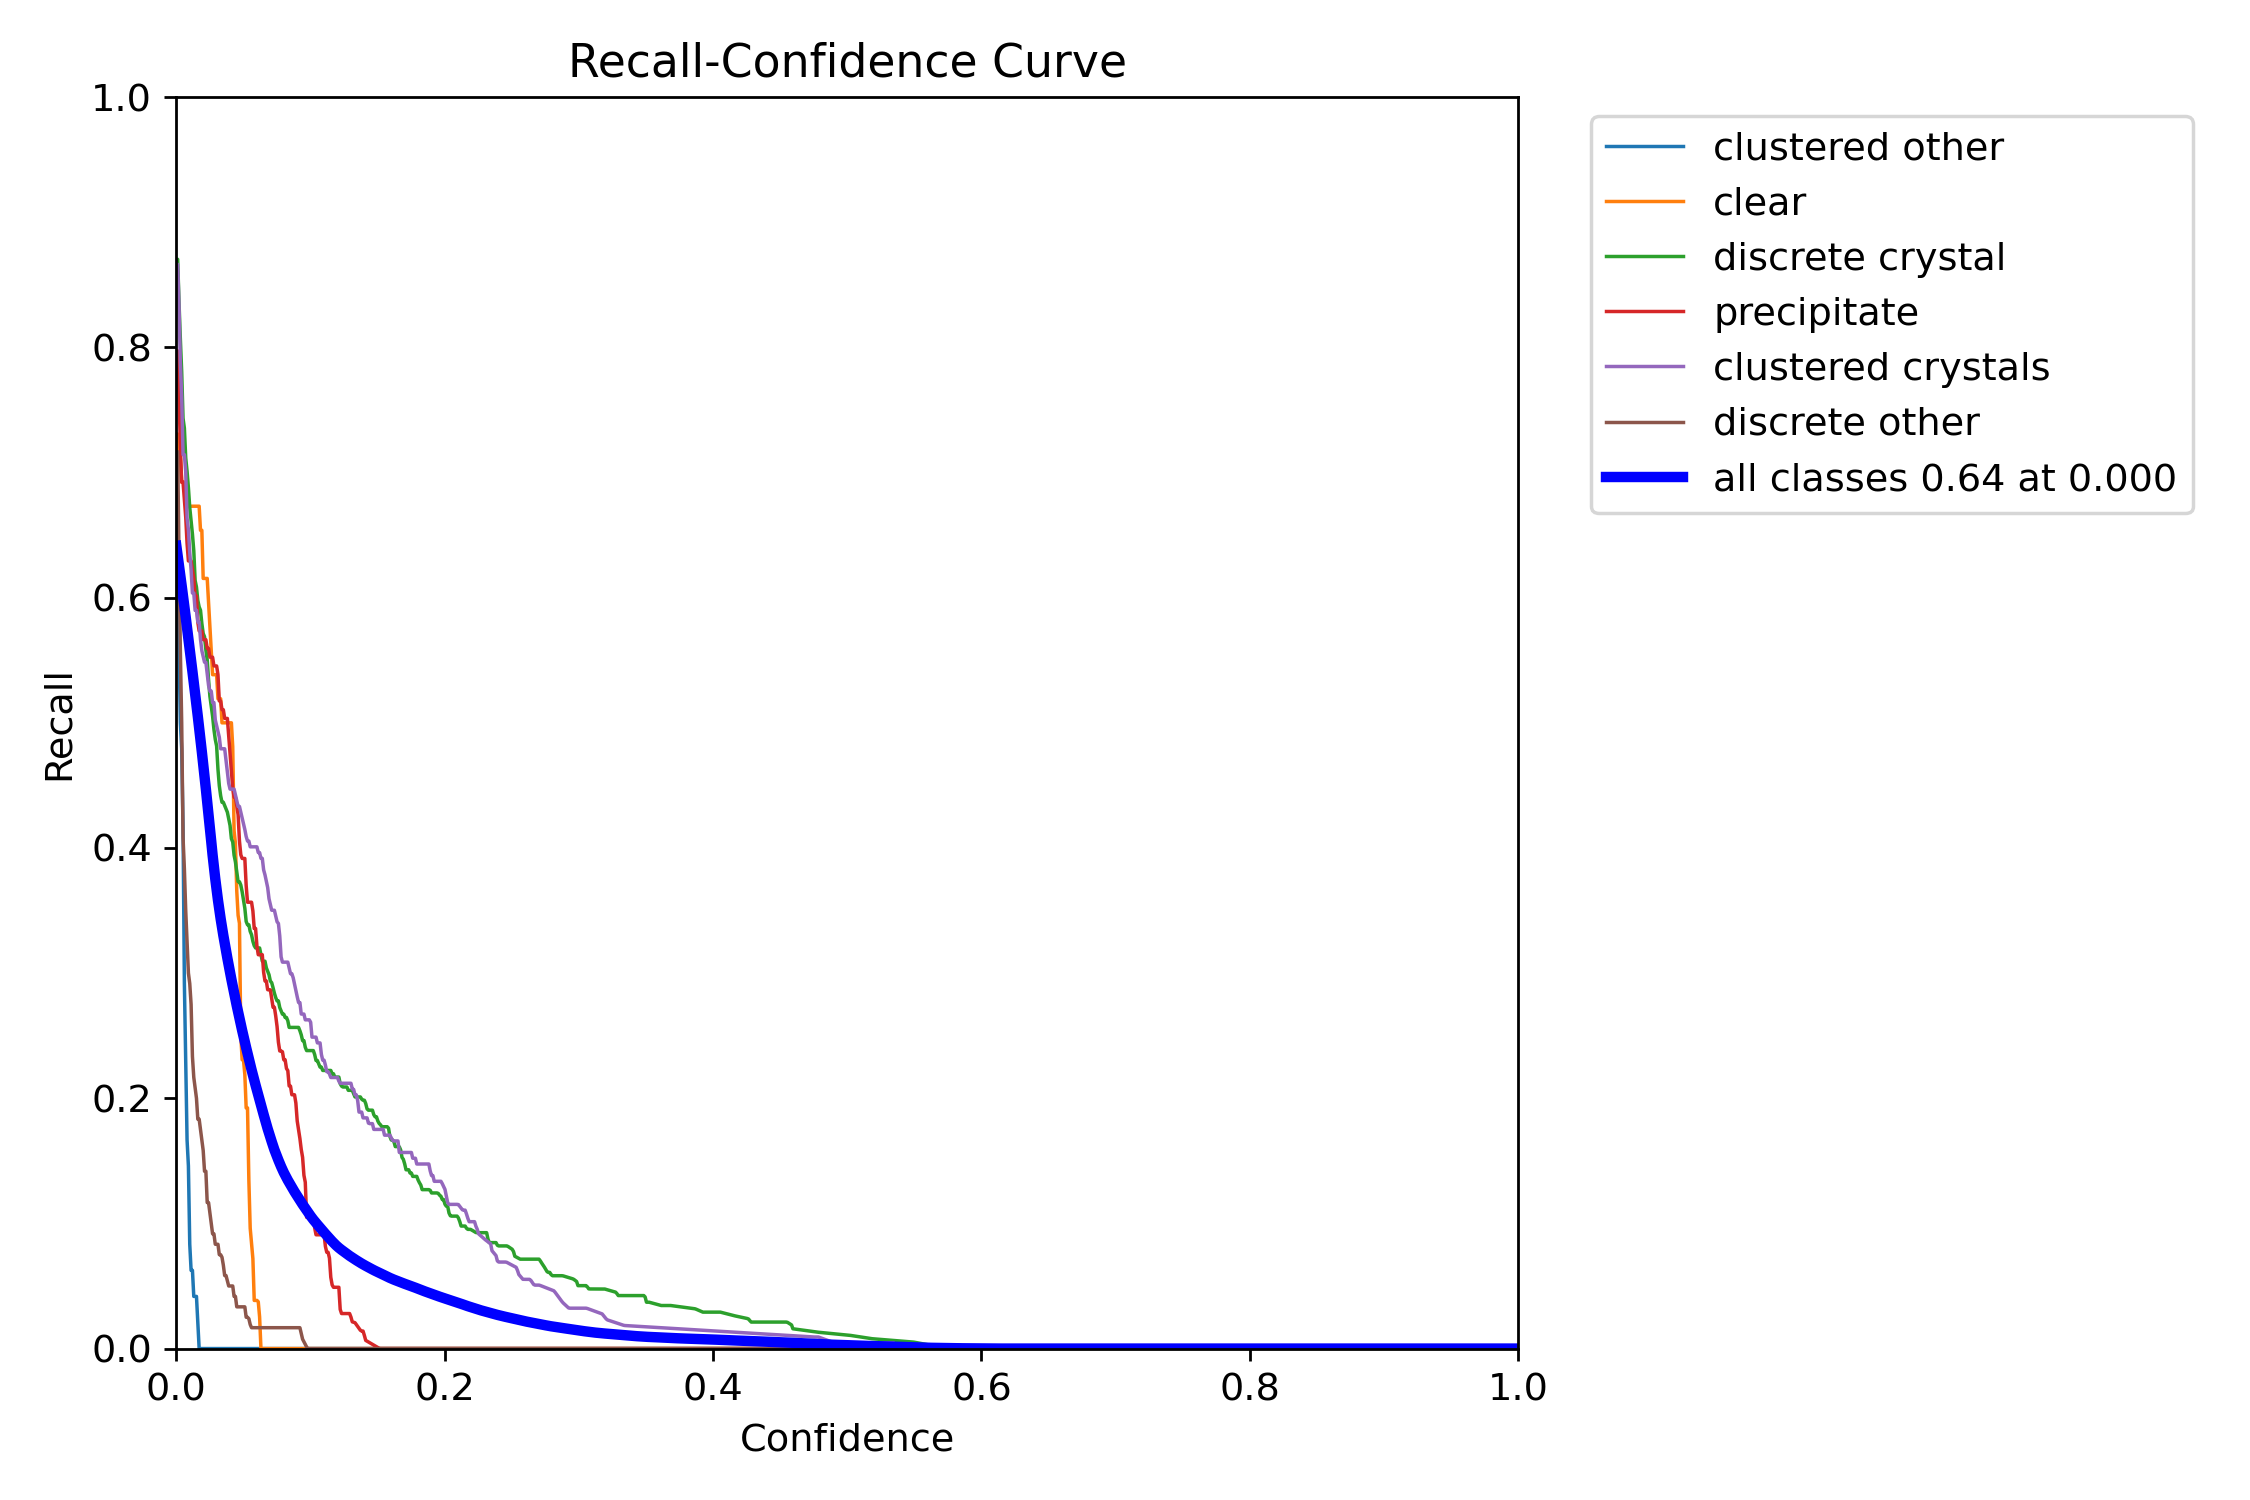 Recall-Confidence Curve
1.0
0.8
0.6
0.4
0.2
0.0
Recall
0.0 0.2 0.4 0.6 0.8 1.0
Confidence
clustered other
clear
discrete crystal
precipitate
clustered crystals
discrete other
all classes 0.64 at 0.000